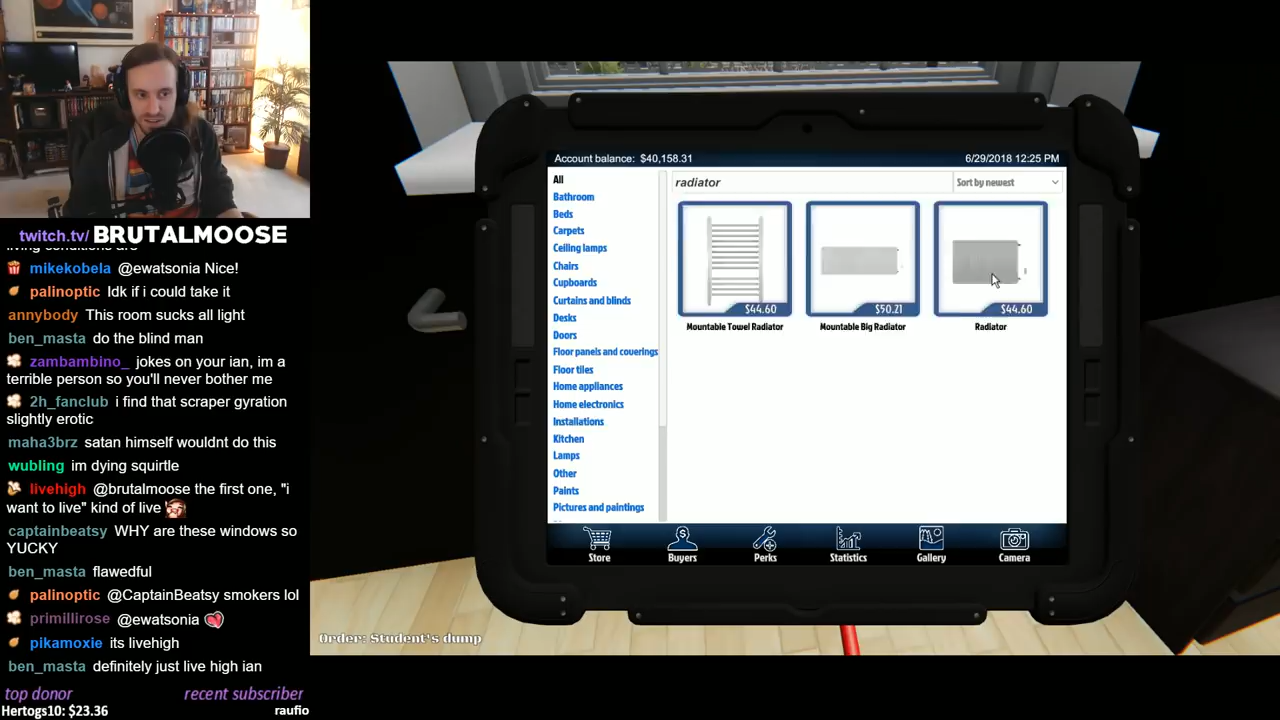 twitch.tv/ BRUTALMOOSE
living conditions are
mikekobela @ewatsonia Nice!
palinoptic Idk if i could take it
annybody This room sucks all light
ben_masta do the blind man
zambambino_ jokes on your ian, im a
terrible person so you'll never bother me
2h_fanclub i find that scraper gyration
slightly erotic
maha3brz satan himself wouldnt do this
wubling im dying squirtle
livehigh @brutalmoose the first one, "i
want to live" kind of live
captainbeatsy WHY are these windows so
YUCKY
ben_masta flawedful
palinoptic @CaptainBeatsy smokers lol
primillirose @ewatsonia
pikamoxie its livehigh
ben_masta definitely just live high ian
top donor recent subscriber
Hertogs10: $23.36 raufio
Account balance: $40,158.31 6/29/2018 12:25 PM
radiator Sort by newest
All
Bathroom
Beds
Carpets
Ceiling lamps
Chairs
Cupboards
Curtains and blinds
Desks
Doors
Floor panels and coverings
Floor tiles
Home appliances
Home electronics
Installations
Kitchen
Lamps
Other
Paints
Pictures and paintings
$44.60 $50.21 $44.60
Mountable Towel Radiator Mountable Big Radiator Radiator
Store Buyers Perks Statistics Gallery Camera
Order: Student's dump